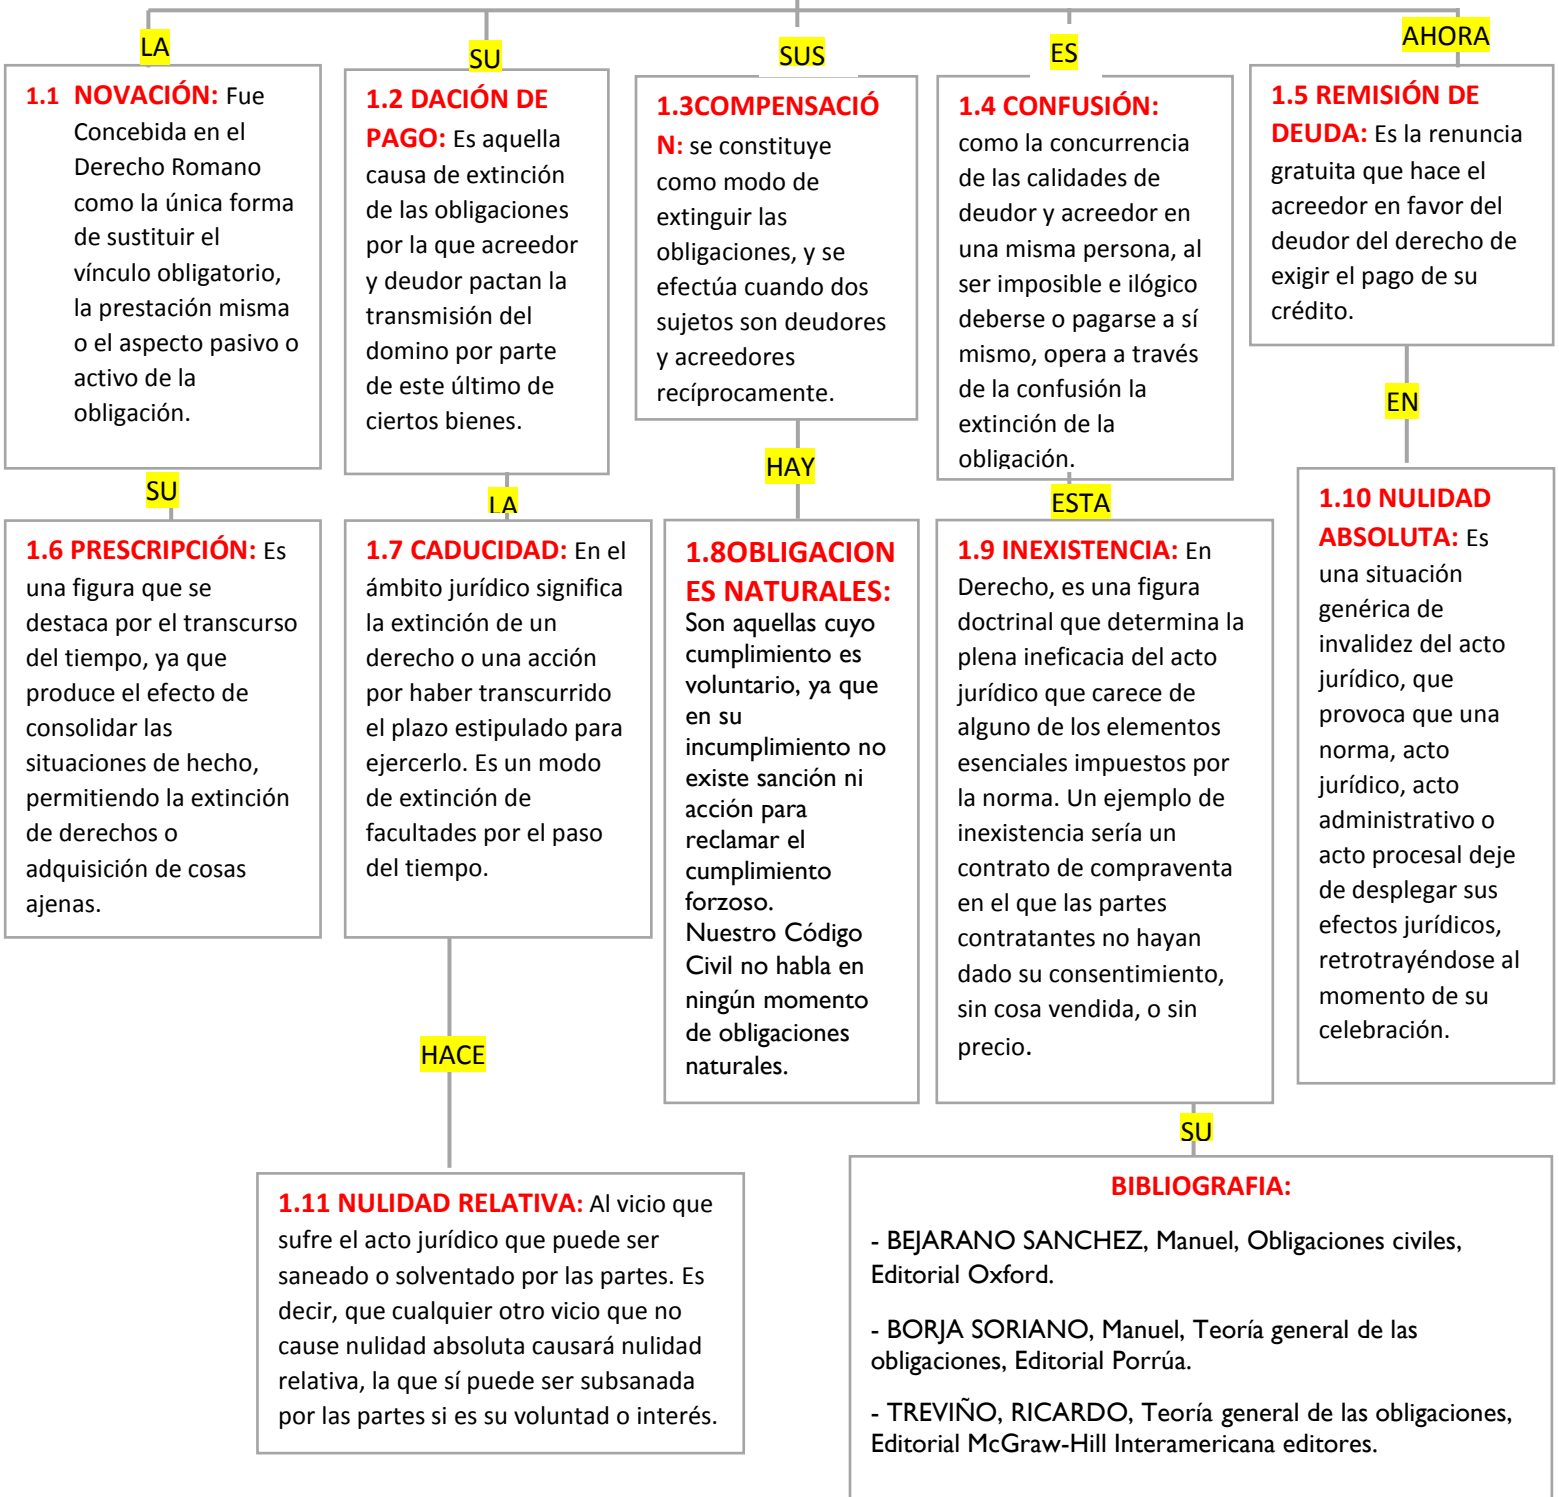 LA
SU
SUS
ES
AHORA
1.1 NOVACIÓN: Fue
Concebida en el
Derecho Romano
como la única forma
de sustituir el
vínculo obligatorio,
la prestación misma
o el aspecto pasivo o
activo de la
obligación.
1.2 DACIÓN DE
PAGO: Es aquella
causa de extinción
de las obligaciones
por la que acreedor
y deudor pactan la
transmisión del
domino por parte
de este último de
ciertos bienes.
1.3COMPENSACIÓ
N: se constituye
como modo de
extinguir las
obligaciones, y se
efectúa cuando dos
sujetos son deudores
y acreedores
recíprocamente.
1.4 CONFUSIÓN:
como la concurrencia
de las calidades de
deudor y acreedor en
una misma persona, al
ser imposible e ilógico
deberse o pagarse a sí
mismo, opera a través
de la confusión la
extinción de la
obligación.
1.5 REMISIÓN DE
DEUDA: Es la renuncia
gratuita que hace el
acreedor en favor del
deudor del derecho de
exigir el pago de su
crédito.
SU
LA
HAY
ESTA
EN
1.6 PRESCRIPCIÓN: Es
una figura que se
destaca por el transcurso
del tiempo, ya que
produce el efecto de
consolidar las
situaciones de hecho,
permitiendo la extinción
de derechos o
adquisición de cosas
ajenas.
1.7 CADUCIDAD: En el
ámbito jurídico significa
la extinción de un
derecho o una acción
por haber transcurrido
el plazo estipulado para
ejercerlo. Es un modo
de extinción de
facultades por el paso
del tiempo.
1.8OBLIGACION
ES NATURALES:
Son aquellas cuyo
cumplimiento es
voluntario, ya que
en su
incumplimiento no
existe sanción ni
acción para
reclamar el
cumplimiento
forzoso.
Nuestro Código
Civil no habla en
ningún momento
de obligaciones
naturales.
1.9 INEXISTENCIA: En
Derecho, es una figura
doctrinal que determina la
plena ineficacia del acto
jurídico que carece de
alguno de los elementos
esenciales impuestos por
la norma. Un ejemplo de
inexistencia sería un
contrato de compraventa
en el que las partes
contratantes no hayan
dado su consentimiento,
sin cosa vendida, o sin
precio.
1.10 NULIDAD
ABSOLUTA: Es
una situación
genérica de
invalidez del acto
jurídico, que
provoca que una
norma, acto
jurídico, acto
administrativo o
acto procesal deje
de desplegar sus
efectos jurídicos,
retrotrayéndose al
momento de su
celebración.
HACE
SU
1.11 NULIDAD RELATIVA: Al vicio que
sufre el acto jurídico que puede ser
saneado o solventado por las partes. Es
decir, que cualquier otro vicio que no
cause nulidad absoluta causará nulidad
relativa, la que sí puede ser subsanada
por las partes si es su voluntad o interés.
BIBLIOGRAFIA:
- BEJARANO SANCHEZ, Manuel, Obligaciones civiles,
Editorial Oxford.
- BORJA SORIANO, Manuel, Teoría general de las
obligaciones, Editorial Porrúa.
- TREVIÑO, RICARDO, Teoría general de las obligaciones,
Editorial McGraw-Hill Interamericana editores.